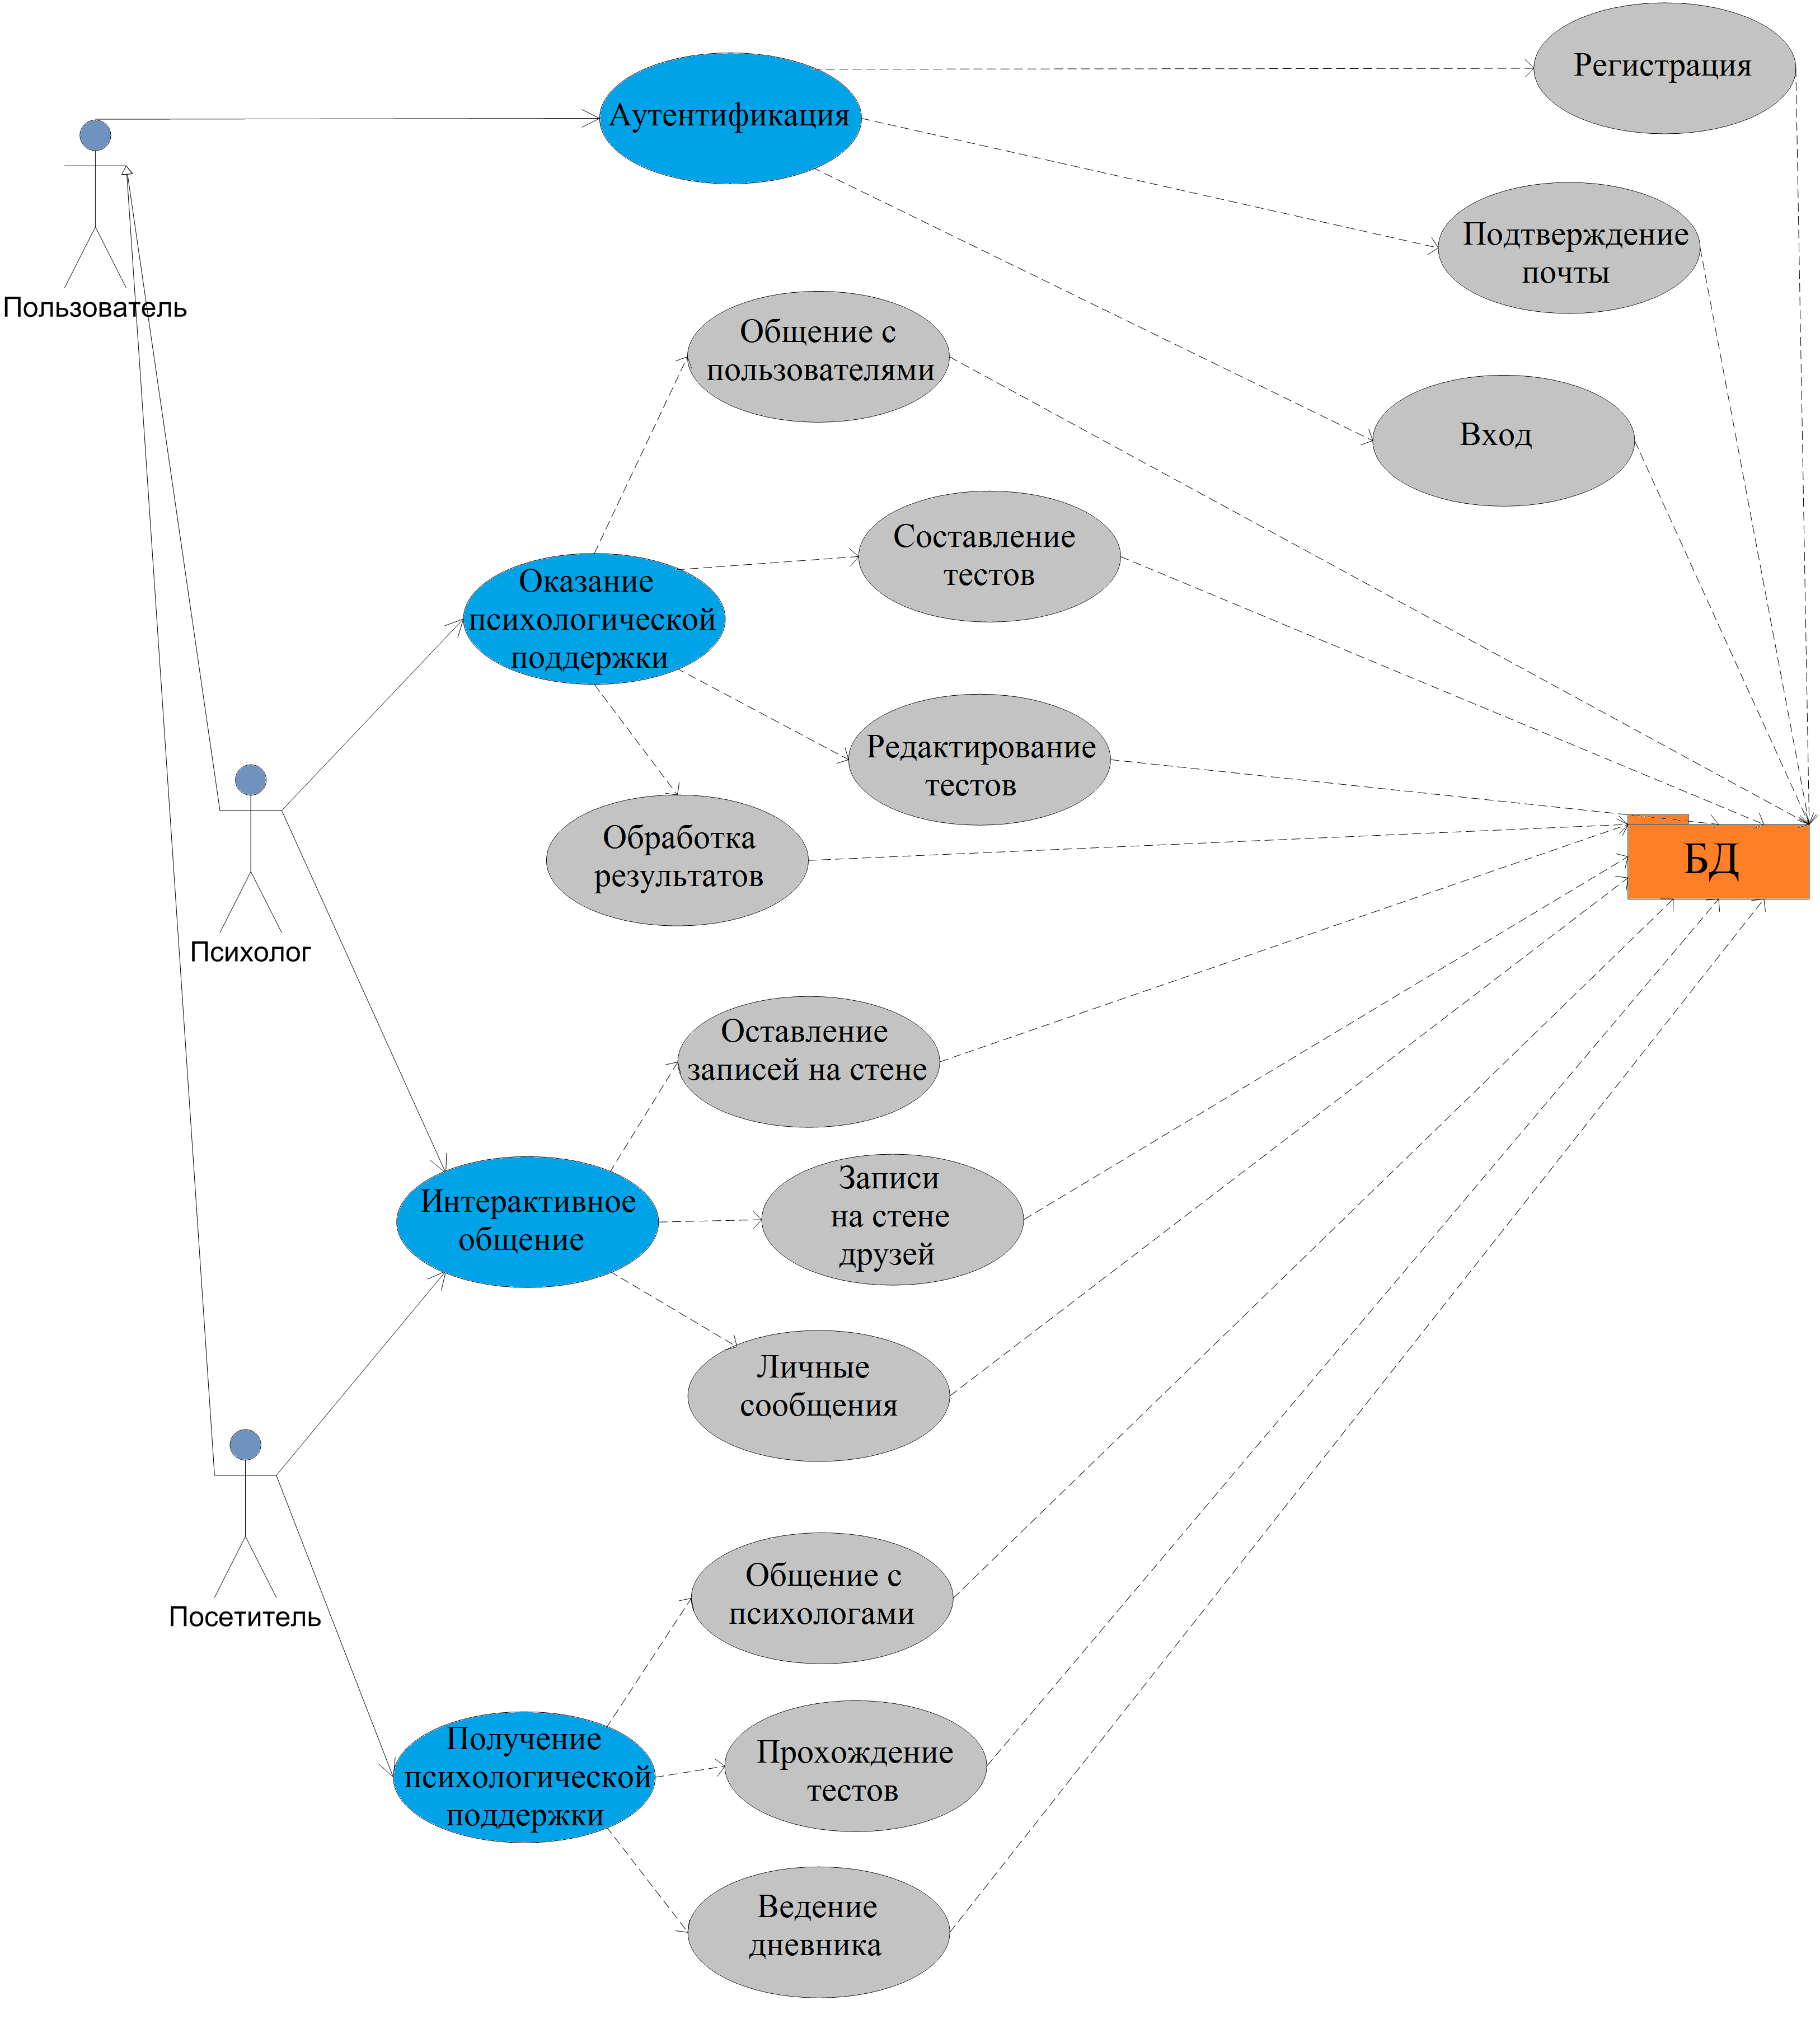 Регистрация
Аутентификация
Подтверждение
почты
Пользователь
Общение с
пользователями
Вход
Составление
тестов
Оказание
психологической
поддержки
Редактирование
тестов
Обработка
результатов
БД
Психолог
Оставление
записей на стене
Записи
на стене
друзей
Интерактивное
общение
Личные
сообщения
Общение с
психологами
Посетитель
Получение
психологической
поддержки
Прохождение
тестов
Ведение
дневника